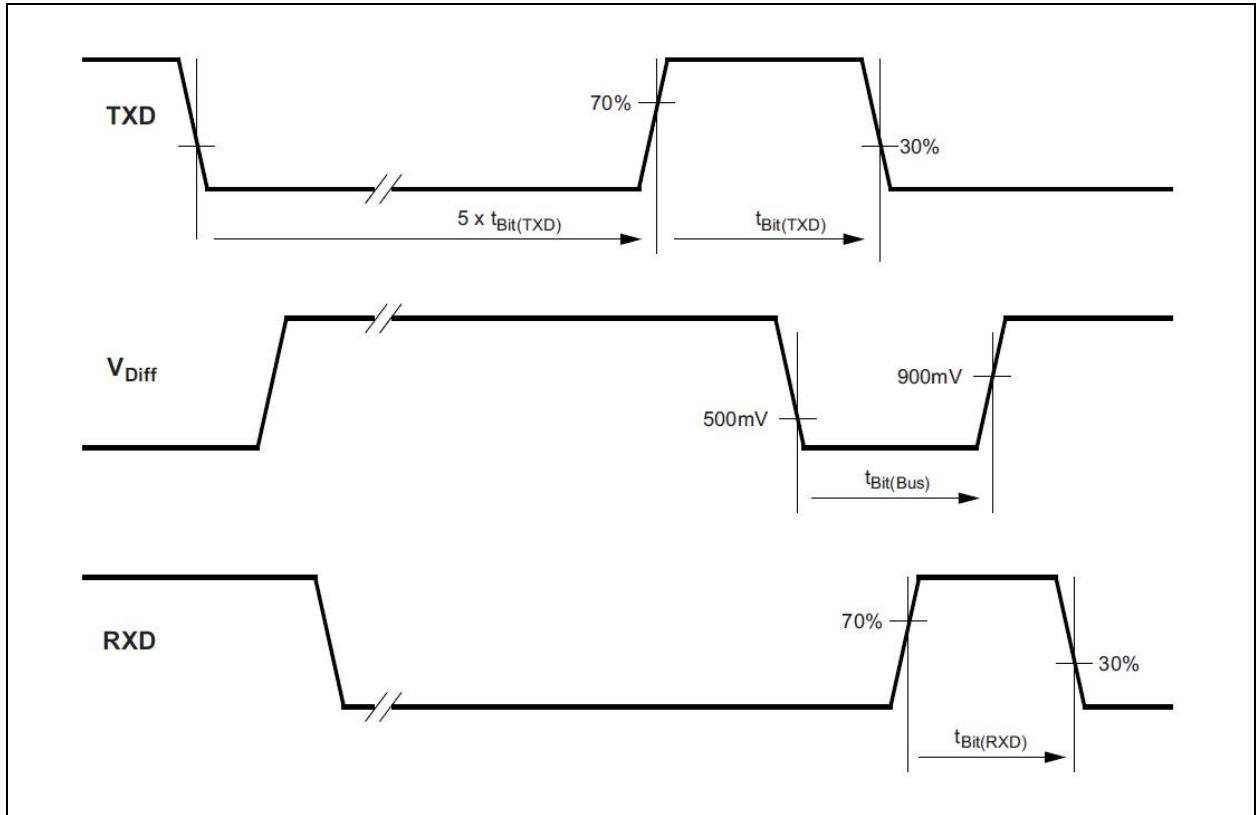 70%
TXD
30%
5 x tBit(TXD)
tBit(TXD)
VDiff
900mV
500mV
tBit(Bus)
70%
RXD
30%
tBit(RXD)